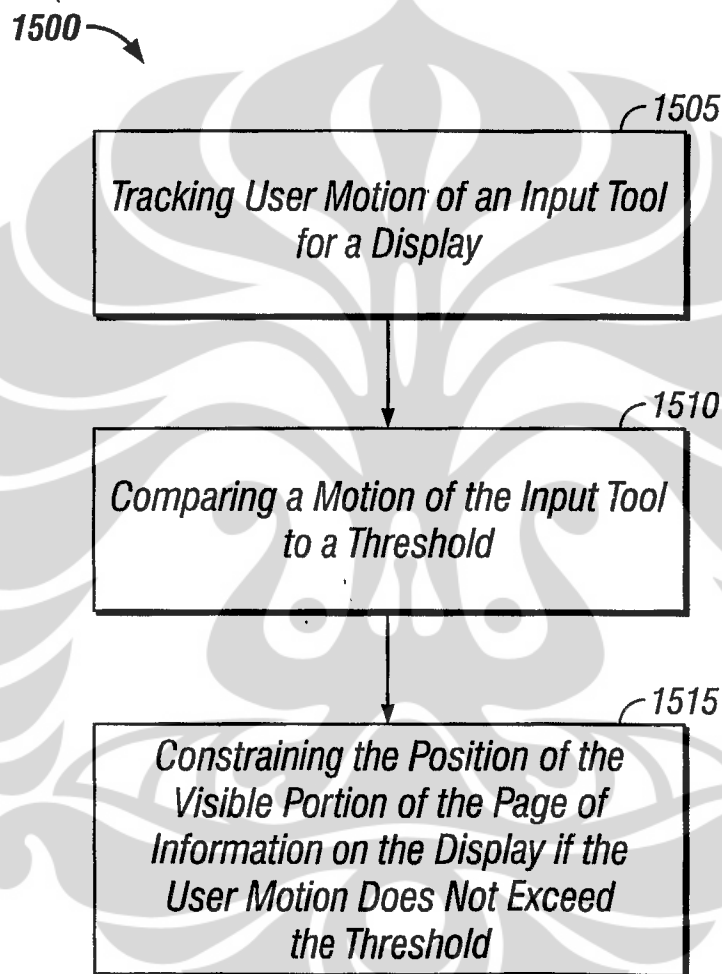 1500
1505
Tracking User Motion of an Input Tool
for a Display
1510
Comparing a Motion of the Input Tool
to a Threshold
1515
Constraining the Position of the
Visible Portion of the Page of
Information on the Display if the
User Motion Does Not Exceed
the Threshold